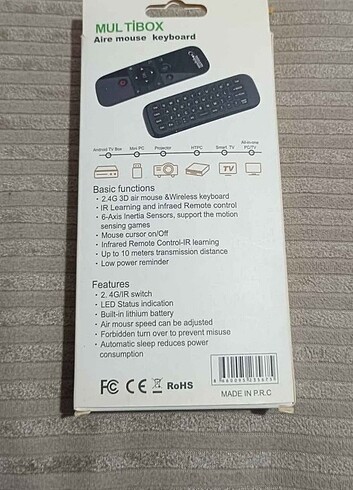 MULTİBOX
Aire mouse keyboard
Android TV Box Mini PC Projector HTPC Smart. TV All-in-one PC/TV
TV
Basic functions
• 2.4G 3D air mouse &Wireless keyboard
• IR Learning and infraed Remote control
• 6-Axis Inertia Sensors, support the motion
sensing games
• Mouse cursor on/Off
• Infrared Remote Control-IR learning
• Up to 10 meters transmission distance
• Low power reminder
Features
• 2. 4G/IR switch
• LED Status indication
• Built-in lithium battery
• Air mousr speed can be adjusted
• Forbidden turn over to prevent misuse
• Automatic sleep reduces power
consumption
FC CE RoHS
MADE IN P.R.C